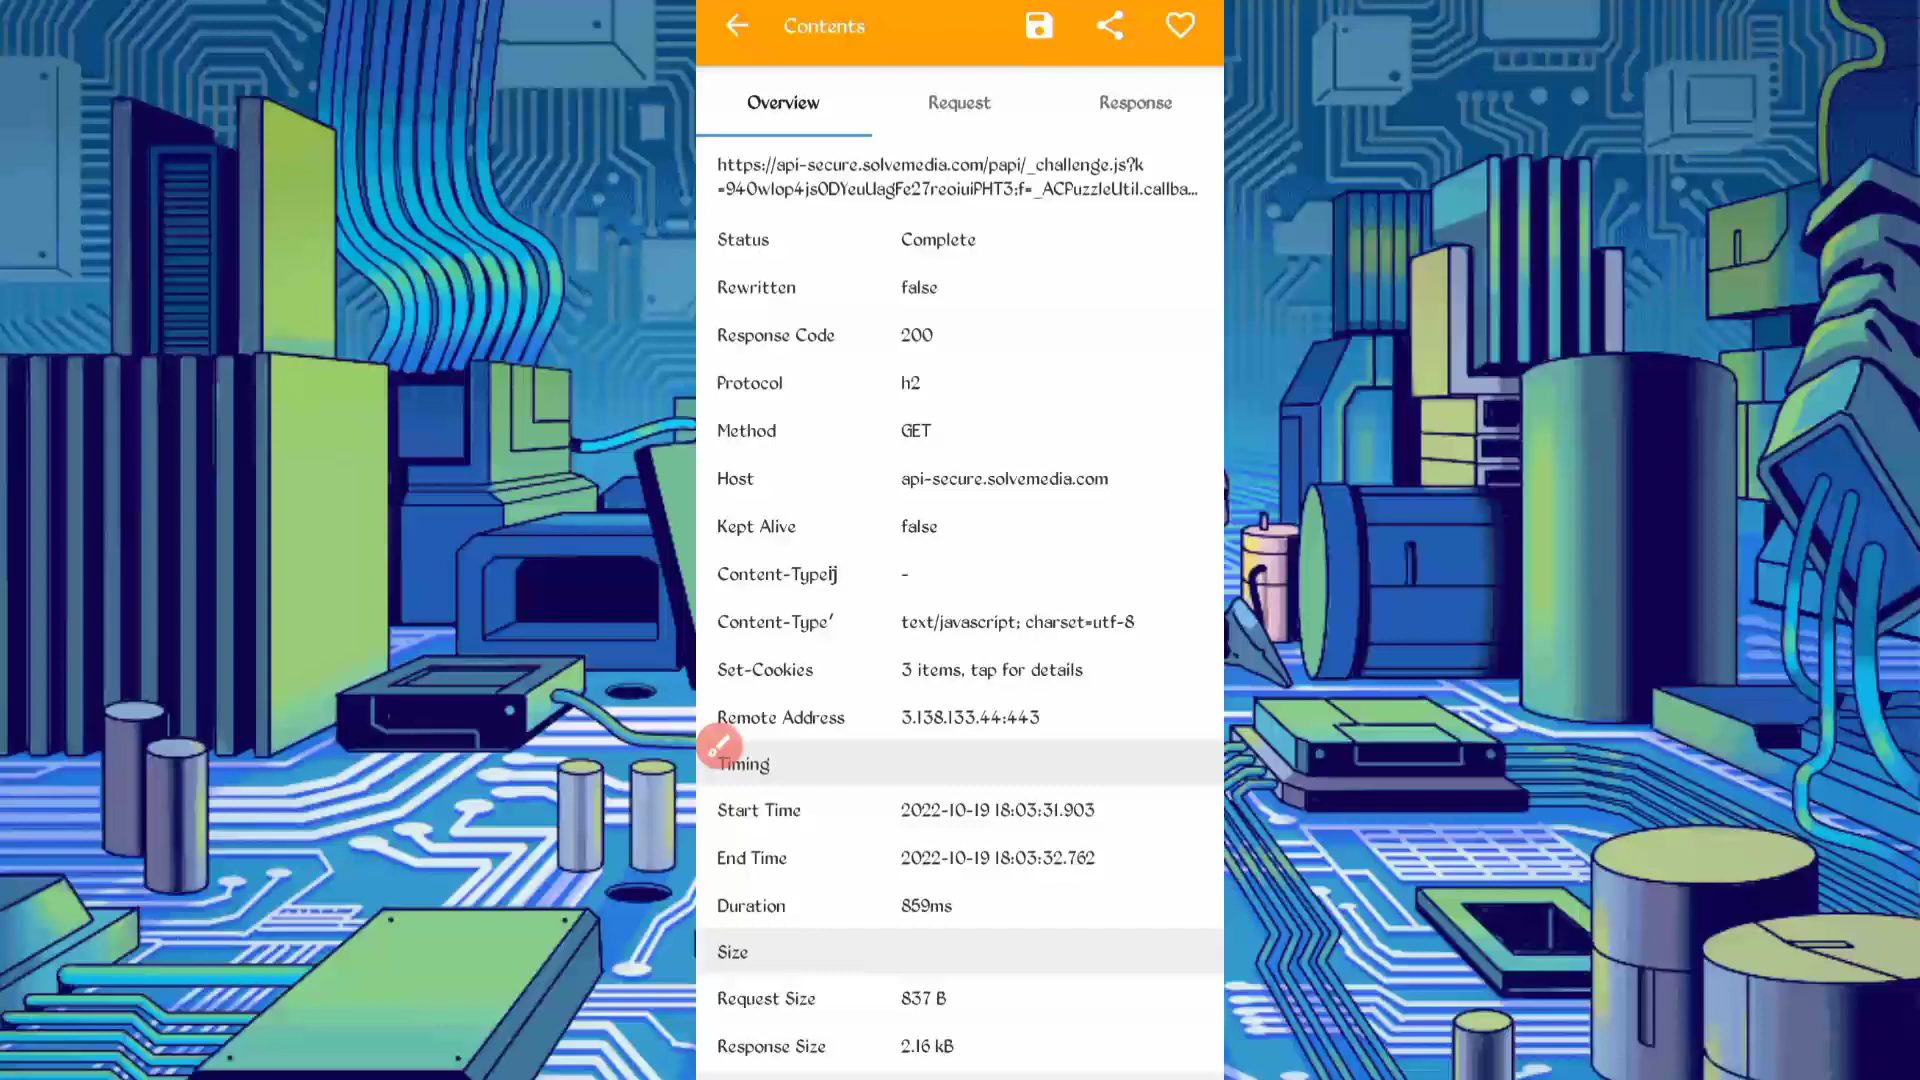 Contents
Overview Request Response
https://api-secure.solvemedia.com/papi/_challenge.js?k
=940wlop4js0DYeuUagFe27reoiuiPHT3;f=_ACPuzzleUtil.callba...
Status Complete
Rewritten false
Response Code 200
Protocol h2
Method GET
Host api-secure.solvemedia.com
Kept Alive false
Content-Typeĳ -
Content-Type′ text/javascript; charset=utf-8
Set-Cookies 3 items, tap for details
Remote Address 3.138.133.44:443
Timing
Start Time 2022-10-19 18:03:31.903
End Time 2022-10-19 18:03:32.762
Duration 859ms
Size
Request Size 837 B
Response Size 2.16 kB